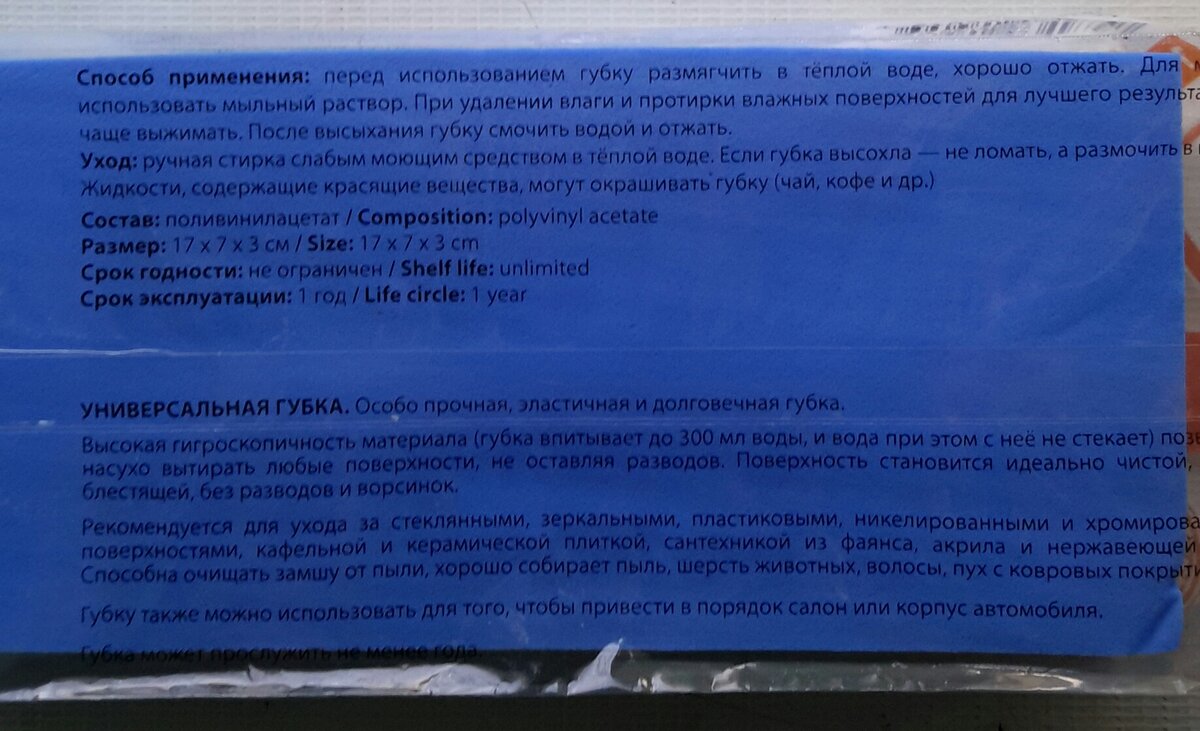 Способ применения: перед использованием губку размягчить в тёплой воде, хорошо отжать. Для
использовать мыльный раствор. При удалении влаги и протирки влажных поверхностей для лучшего
чаще выжимать. После высыхания губку смочить водой и отжать.
Уход: ручная стирка слабым моющим средством в тёплой воде. Если губка высохла — не ломать, а размочить в
Жидкости, содержащие красящие вещества, могут окрашивать губку (чай, кофе и др.)
Состав: поливинилацетат / Composition: polyvinyl acetate
Размер: 17 x 7 x 3 см / Size: 17 x 7 x 3 cm
Срок годности: не ограничен / Shelf life: unlimited
Срок эксплуатации: 1 год / Life circle: 1 year
УНИВЕРСАЛЬНАЯ ГУБКА. Особо прочная, эластичная и долговечная губка.
Высокая гигроскопичность материала (губка впитывает до 300 мл воды, и вода при этом с неё не стекает)
насухо вытирать любые поверхности, не оставляя разводов. Поверхность становится идеально чистой,
блестящей, без разводов и ворсинок.
Рекомендуется для ухода за стеклянными, зеркальными, пластиковыми, никелированными и
поверхностями, кафельной и керамической плиткой, сантехникой из фаянса, акрила и нержавеющей
Способна очищать замшу от пыли, хорошо собирает пыль, шерсть животных, волосы, пух с ковровых
Губку также можно использовать для того, чтобы привести в порядок салон или корпус автомобиля.
Губка может прослужить не менее года.